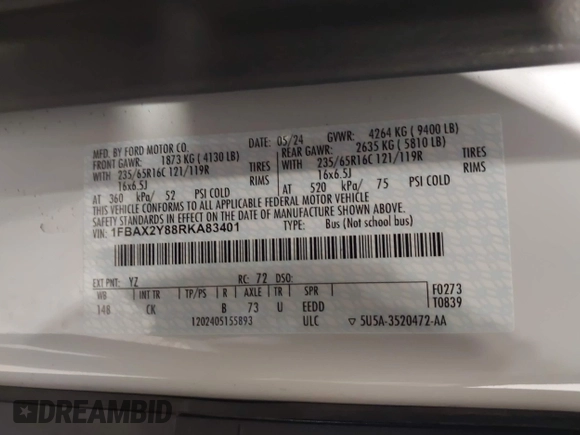 MFD. BY FORD MOTOR CO.
DATE: 05/24 GVWR: 4264 KG ( 9400 LB)
FRONT GAWR: 1873 KG ( 4130 LB)
REAR GAWR: 2635 KG ( 5810 LB)
WITH 235/65R16C 121/119R TIRES
WITH 235/65R16C 121/119R TIRES
16x6.5J RIMS
16x6.5J RIMS
AT 360 kPa/ 52 PSI COLD
AT 520 kPa/ 75 PSI COLD
THIS VEHICLE CONFORMS TO ALL APPLICABLE FEDERAL MOTOR VEHICLE
SAFETY STANDARDS IN EFFECT ON THE DATE OF MANUFACTURE SHOWN ABOVE.
VIN: 1FBAX2Y88RKA83401
TYPE: Bus (Not school bus)
EXT PNT: YZ RC: 72 DSO:
WB INT TR TP/PS R AXLE TR SPR
148 CK B 73 U EEDD
F0273
T0839
1202405155893 ULC ▽ 5U5A-3520472-AA
DREAMBID